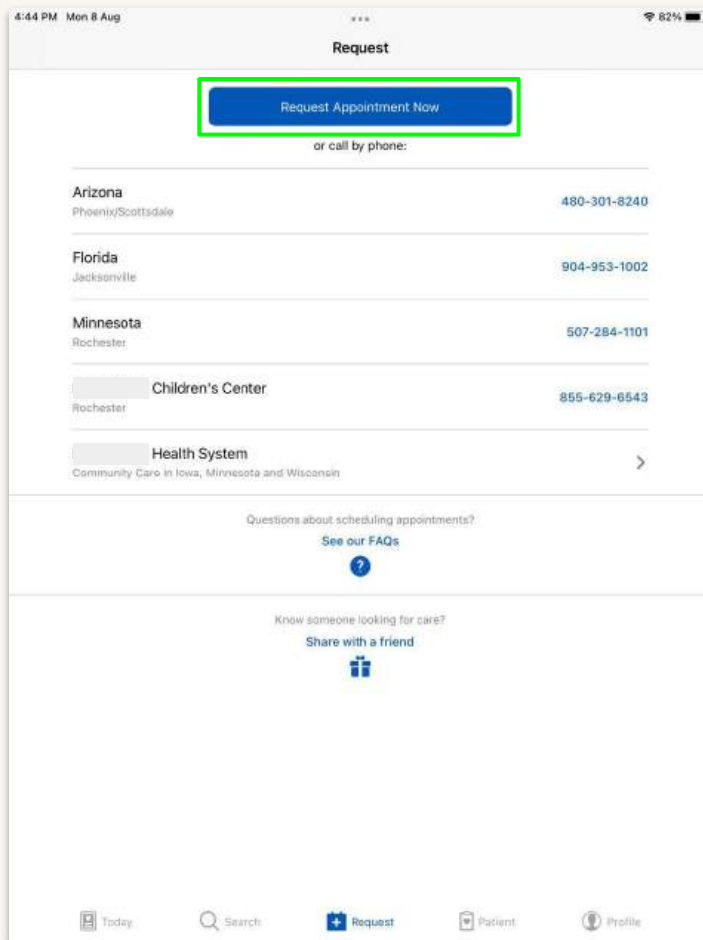 4:44 PM Mon 8 Aug
82%
Request
Request Appointment Now
or call by phone:
Arizona
Phoenix/Scottsdale
480-301-8240
Florida
Jacksonville
904-953-1002
Minnesota
Rochester
507-284-1101
Children's Center
Rochester
855-629-6543
Health System
Community Care in Iowa, Minnesota and Wisconsin
Questions about scheduling appointments?
See our FAQs
?
Know someone looking for care?
Share with a friend
Today Search Request Patient Profile